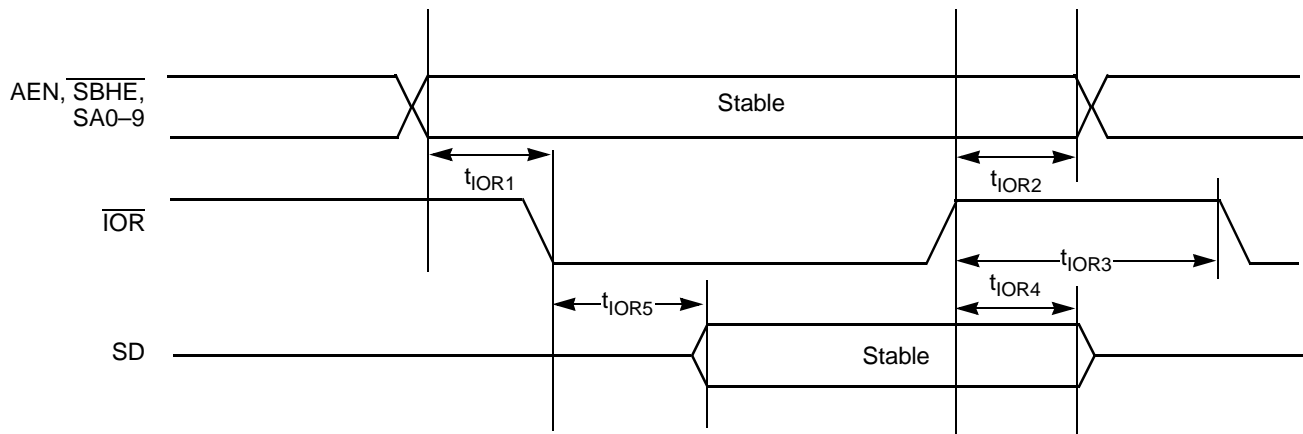 AEN, SBHE,
SA0–9
Stable
tIOR1
tIOR2
IOR
tIOR3
tIOR4
tIOR5
SD
Stable